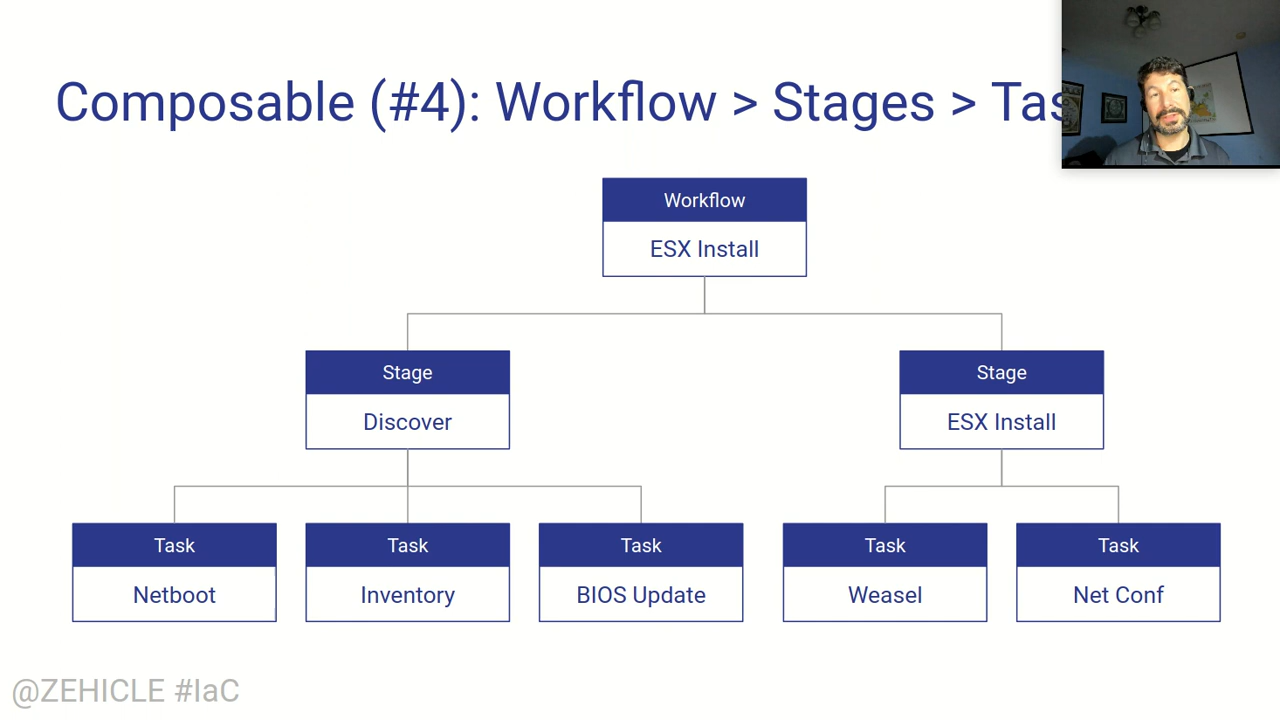 Composable (#4): Workflow > Stages >
Workflow
ESX Install
Stage
Stage
Discover
ESX Install
Task
Task
Task
Task
Task
Netboot
Inventory
BIOS Update
Weasel
Net Conf
@ZEHICLE #IaC